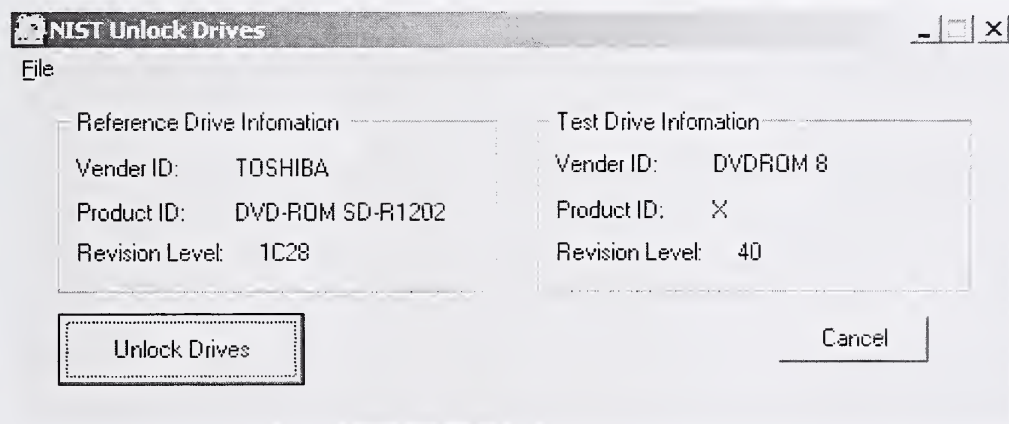 NIST Unlock Drives
File
Reference Drive Infomation
Vender ID: TOSHIBA
Product ID: DVD-ROM SD-R1202
Revision Level: 1C28
Test Drive Infomation
Vender ID: DVDROM 8
Product ID: X
Revision Level: 40
Unlock Drives
Cancel